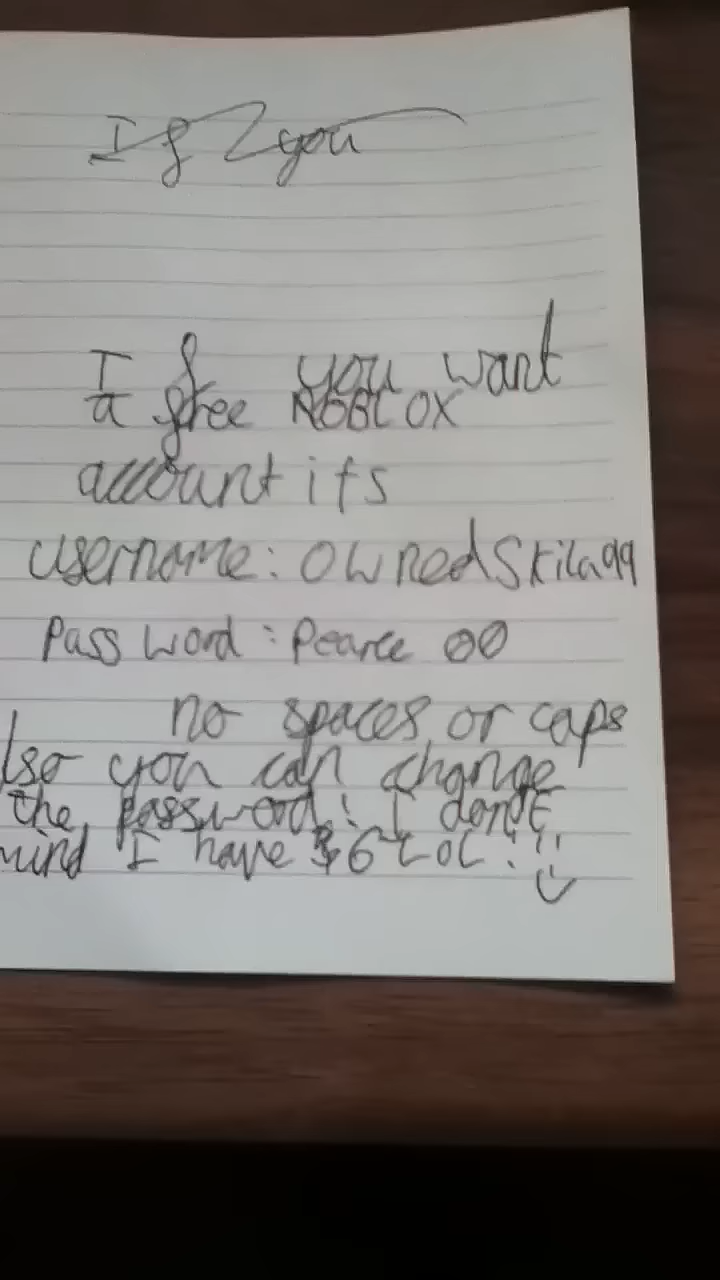 If you
If you want
a free ROBLOX
account its
username: OwnedSkila99
Pass word: Pearce 00
no spaces or caps
lso you can change
the password! I don't
mind I have $6 lol!!!